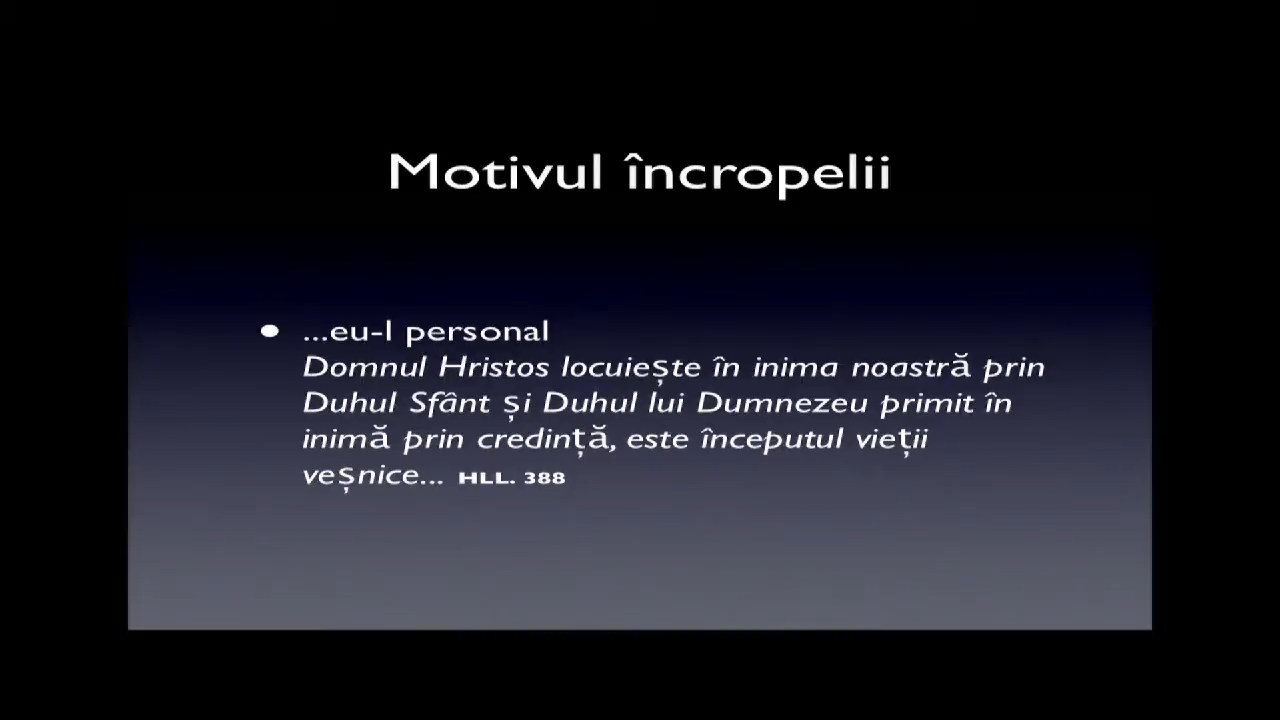 Motivul încropelii
• ...eu-l personal
Domnul Hristos locuiește în inima noastră prin
Duhul Sfânt și Duhul lui Dumnezeu primit în
inimă prin credință, este începutul vieții
veșnice... HLL. 388